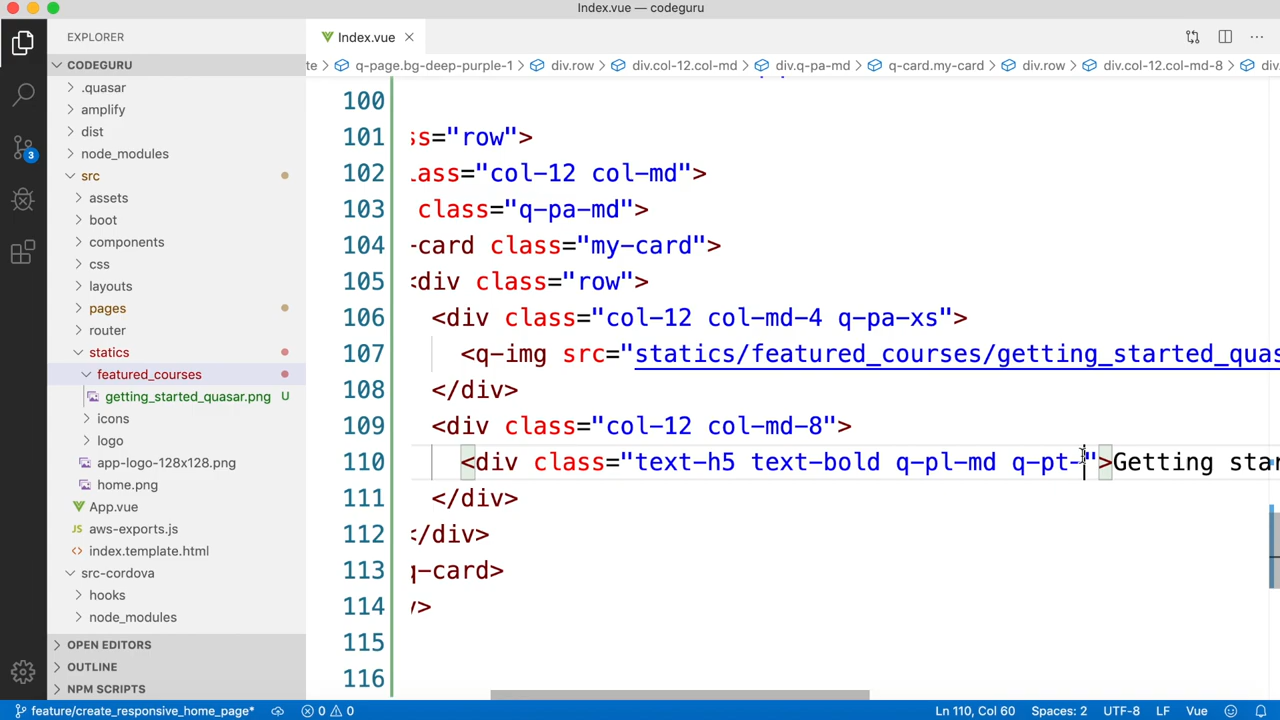 Index.vue — codeguru
EXPLORER
CODEGURU
.quasar
amplify
dist
node_modules
src
assets
boot
components
css
layouts
pages
router
statics
featured_courses
getting_started_quasar.png U
icons
logo
app-logo-128x128.png
home.png
App.vue
JS aws-exports.js
<> index.template.html
src-cordova
hooks
node_modules
OPEN EDITORS
OUTLINE
NPM SCRIPTS
3
Index.vue
te > q-page.bg-deep-purple-1 > div.row > div.col-12.col-md > div.q-pa-md > q-card.my-card > div.row > div.col-12.col-md-8 > div.
100
101 ss="row">
102 lass="col-12 col-md">
103 class="q-pa-md">
104 -card class="my-card">
105 <div class="row">
106 <div class="col-12 col-md-4 q-pa-xs">
107 <q-img src="statics/featured_courses/getting_started_quas
108 </div>
109 <div class="col-12 col-md-8">
110 <div class="text-h5 text-bold q-pl-md q-pt-">Getting star
111 </div>
112 </div>
113 q-card>
114 v>
115
116
feature/create_responsive_home_page* 0 0 Ln 110, Col 60 Spaces: 2 UTF-8 LF Vue